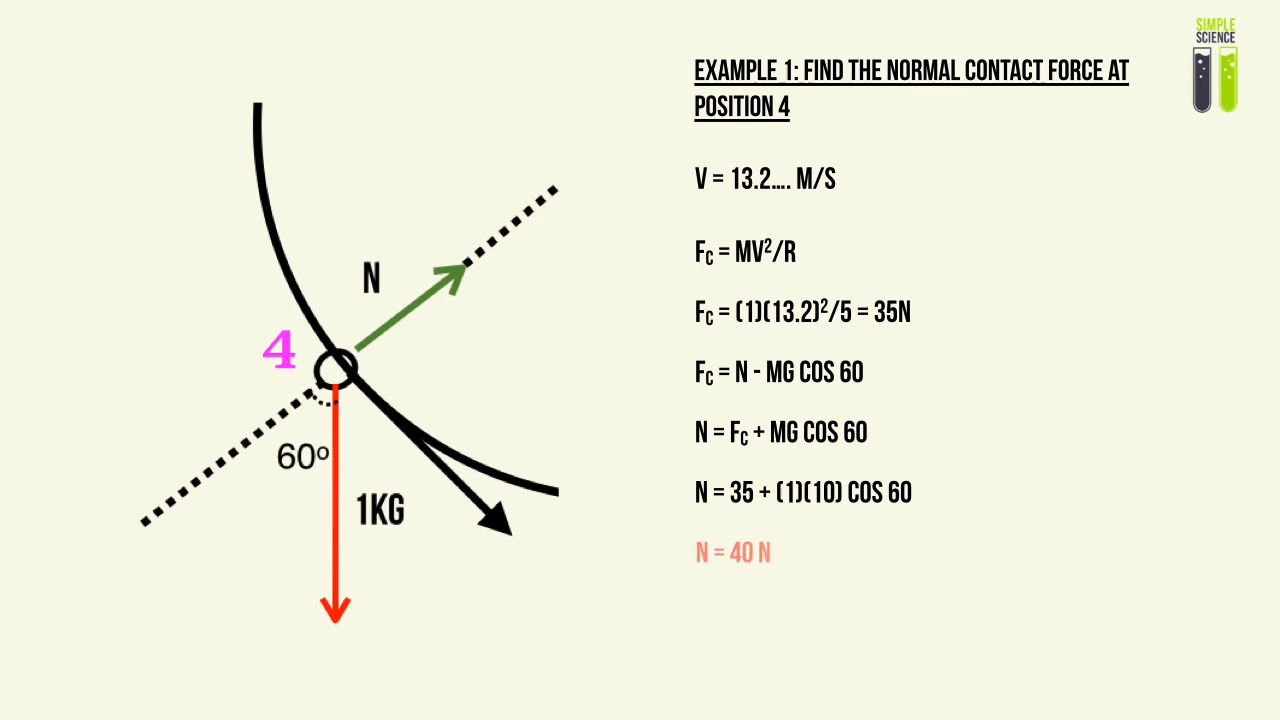 SIMPLE
SCIENCE
EXAMPLE 1: FIND THE NORMAL CONTACT FORCE AT
POSITION 4
V = 13.2.... M/S
FC = MV²/R
FC = (1)(13.2)²/5 = 35N
FC = N - MG COS 60
N = FC + MG COS 60
N = 35 + (1)(10) COS 60
N = 40 N
N
4
60º
1KG